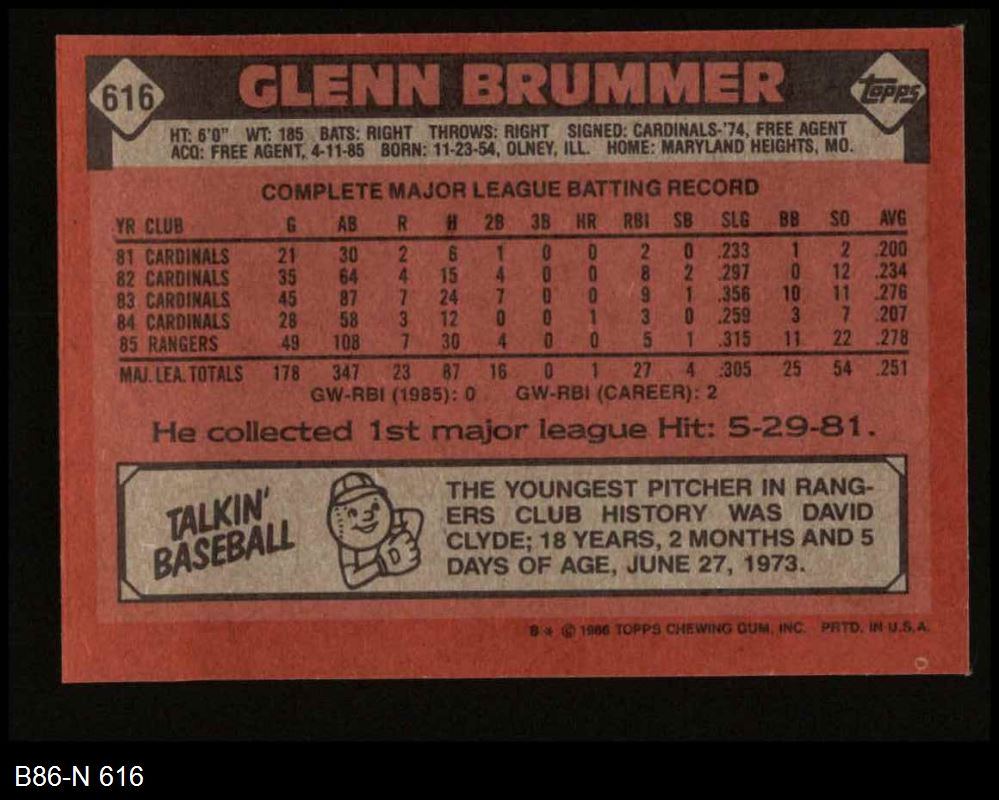 616
GLENN BRUMMER
Topps
HT: 6'0" WT: 185 BATS: RIGHT THROWS: RIGHT SIGNED: CARDINALS-'74, FREE AGENT
ACQ: FREE AGENT, 4-11-85 BORN: 11-23-54, OLNEY, ILL. HOME: MARYLAND HEIGHTS, MO.
COMPLETE MAJOR LEAGUE BATTING RECORD
YR CLUB G AB R H 2B 3B HR RBI SB SLG BB SO AVG
81 CARDINALS 21 30 2 6 1 0 0 2 0 .233 1 2 .200
82 CARDINALS 35 64 4 15 4 0 0 8 2 .297 0 12 .234
83 CARDINALS 45 87 7 24 7 0 0 9 1 .356 10 11 .276
84 CARDINALS 28 58 3 12 0 0 1 3 0 .259 3 7 .207
85 RANGERS 49 108 7 30 4 0 0 5 1 .315 11 22 .278
MAJ. LEA. TOTALS 178 347 23 87 16 0 1 27 4 .305 25 54 .251
GW-RBI (1985): 0 GW-RBI (CAREER): 2
He collected 1st major league Hit: 5-29-81.
TALKIN'
BASEBALL
D
THE YOUNGEST PITCHER IN RANG-
ERS CLUB HISTORY WAS DAVID
CLYDE; 18 YEARS, 2 MONTHS AND 5
DAYS OF AGE, JUNE 27, 1973.
B * © 1986 TOPPS CHEWING GUM, INC. PRTD. IN U.S.A.
B86-N 616